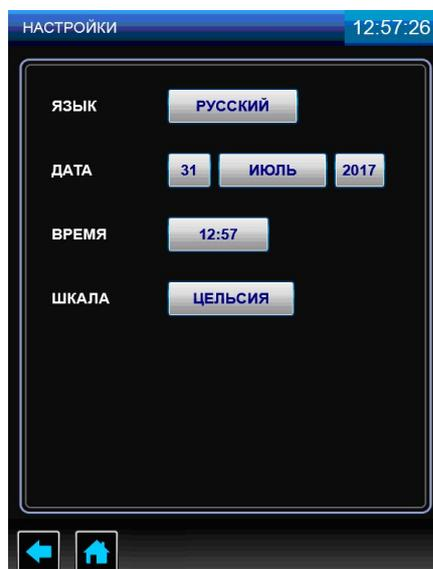 НАСТРОЙКИ 12:57:26
ЯЗЫК РУССКИЙ
ДАТА 31 ИЮЛЬ 2017
ВРЕМЯ 12:57
ШКАЛА ЦЕЛЬСИЯ